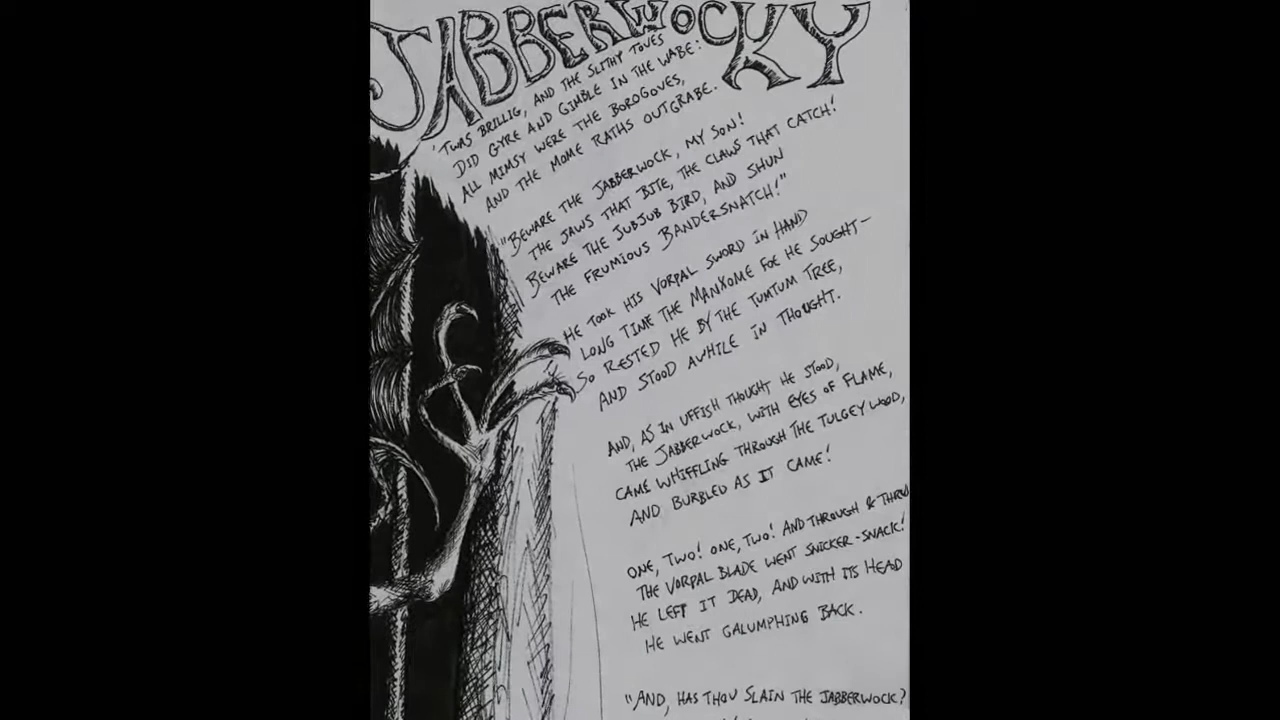 JABBERWOCKY
'TWAS BRILLIG, AND THE SLITHY TOVES
DID GYRE AND GIMBLE IN THE WABE:
ALL MIMSY WERE THE BOROGOVES,
AND THE MOME RATHS OUTGRABE.
"BEWARE THE JABBERWOCK, MY SON!
THE JAWS THAT BITE, THE CLAWS THAT CATCH!
BEWARE THE JUBJUB BIRD, AND SHUN
THE FRUMIOUS BANDERSNATCH!"
HE TOOK HIS VORPAL SWORD IN HAND
LONG TIME THE MANXOME FOE HE SOUGHT—
SO RESTED HE BY THE TUMTUM TREE,
AND STOOD AWHILE IN THOUGHT.
AND, AS IN UFFISH THOUGHT HE STOOD,
THE JABBERWOCK, WITH EYES OF FLAME,
CAME WHIFFLING THROUGH THE TULGEY WOOD,
AND BURBLED AS IT CAME!
ONE, TWO! ONE, TWO! AND THROUGH & THRU
THE VORPAL BLADE WENT SNICKER-SNACK!
HE LEFT IT DEAD, AND WITH ITS HEAD
HE WENT GALUMPHING BACK.
"AND, HAS THOU SLAIN THE JABBERWOCK?